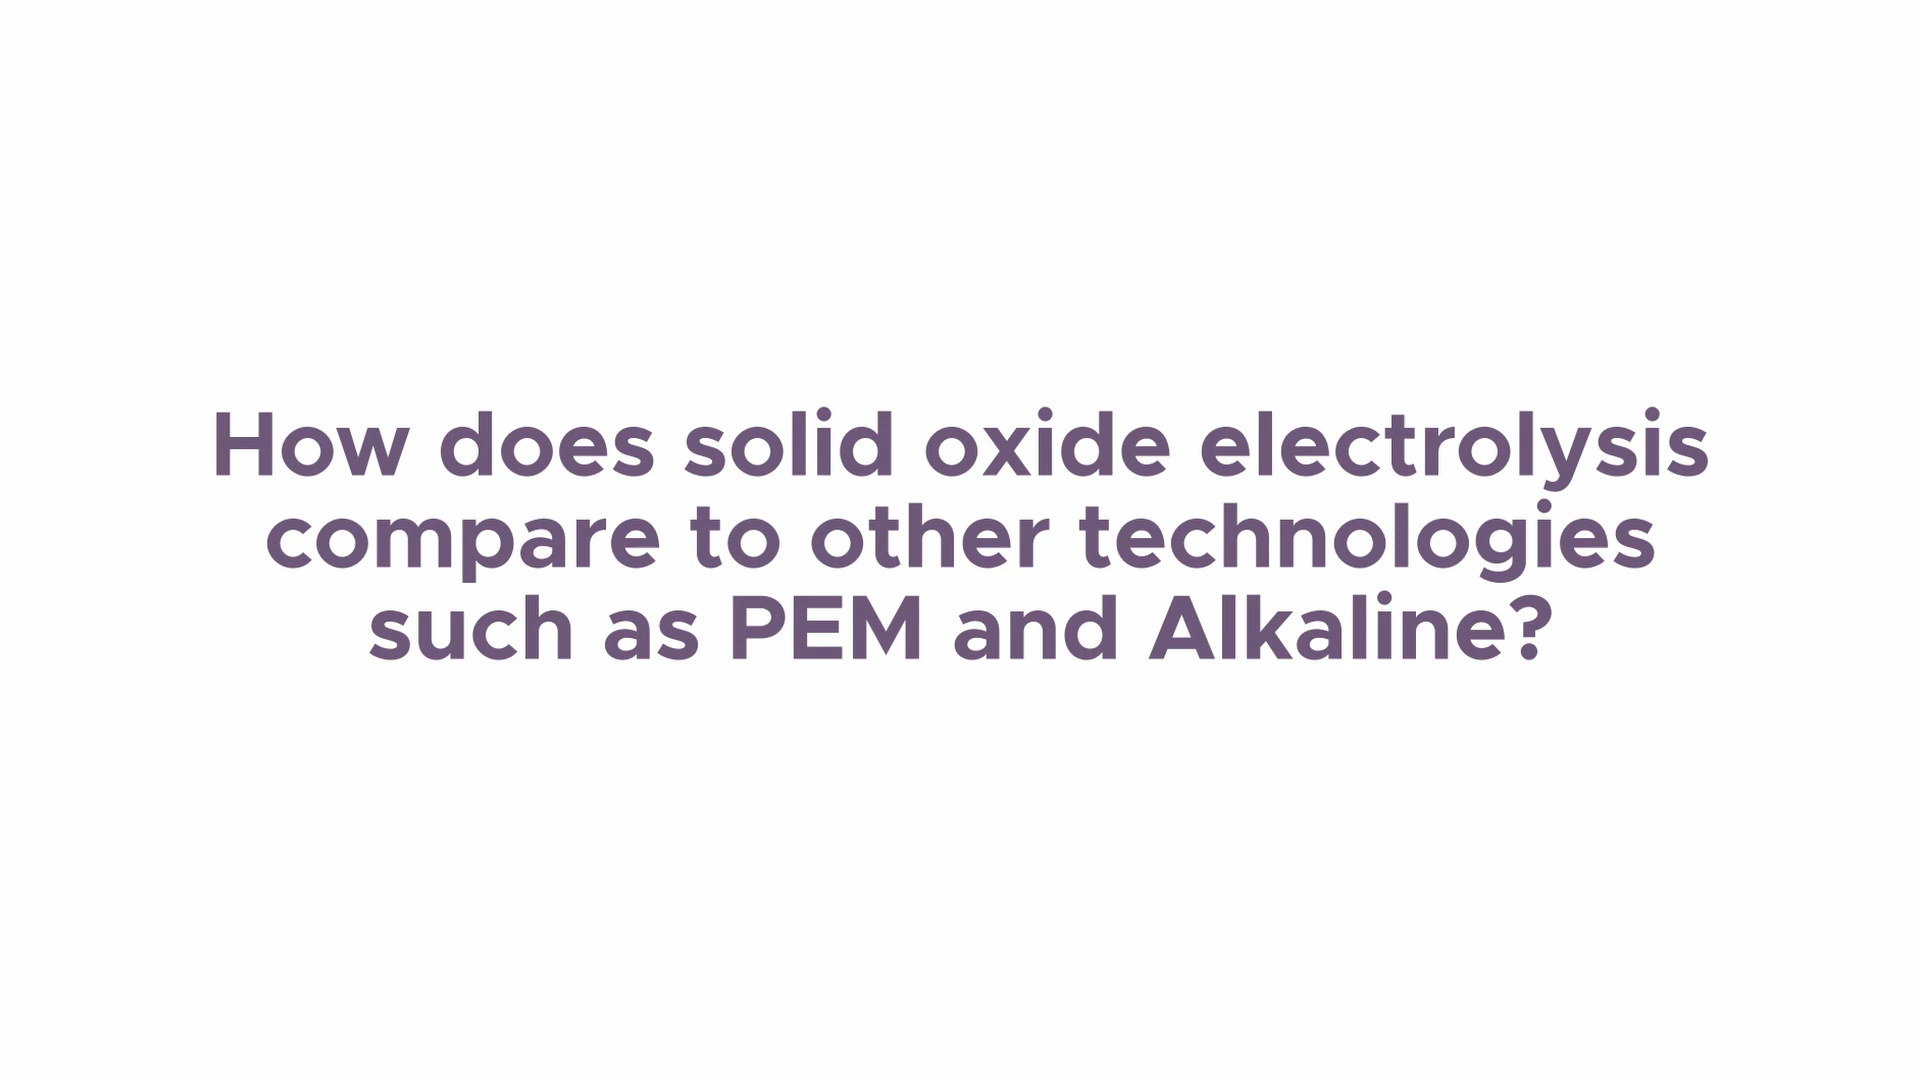 How does solid oxide electrolysis
compare to other technologies
such as PEM and Alkaline?